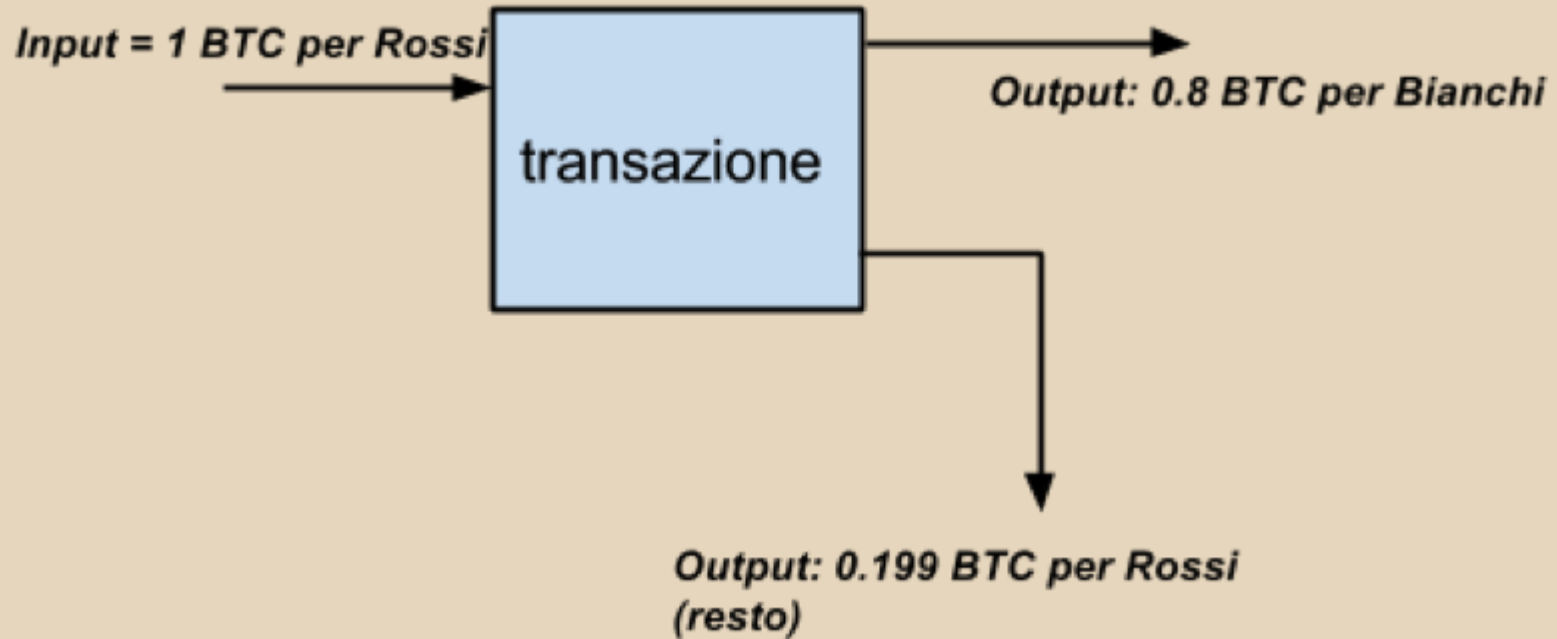 Input = 1 BTC per Rossi
Output: 0.8 BTC per Bianchi
transazione
Output: 0.199 BTC per Rossi
(resto)